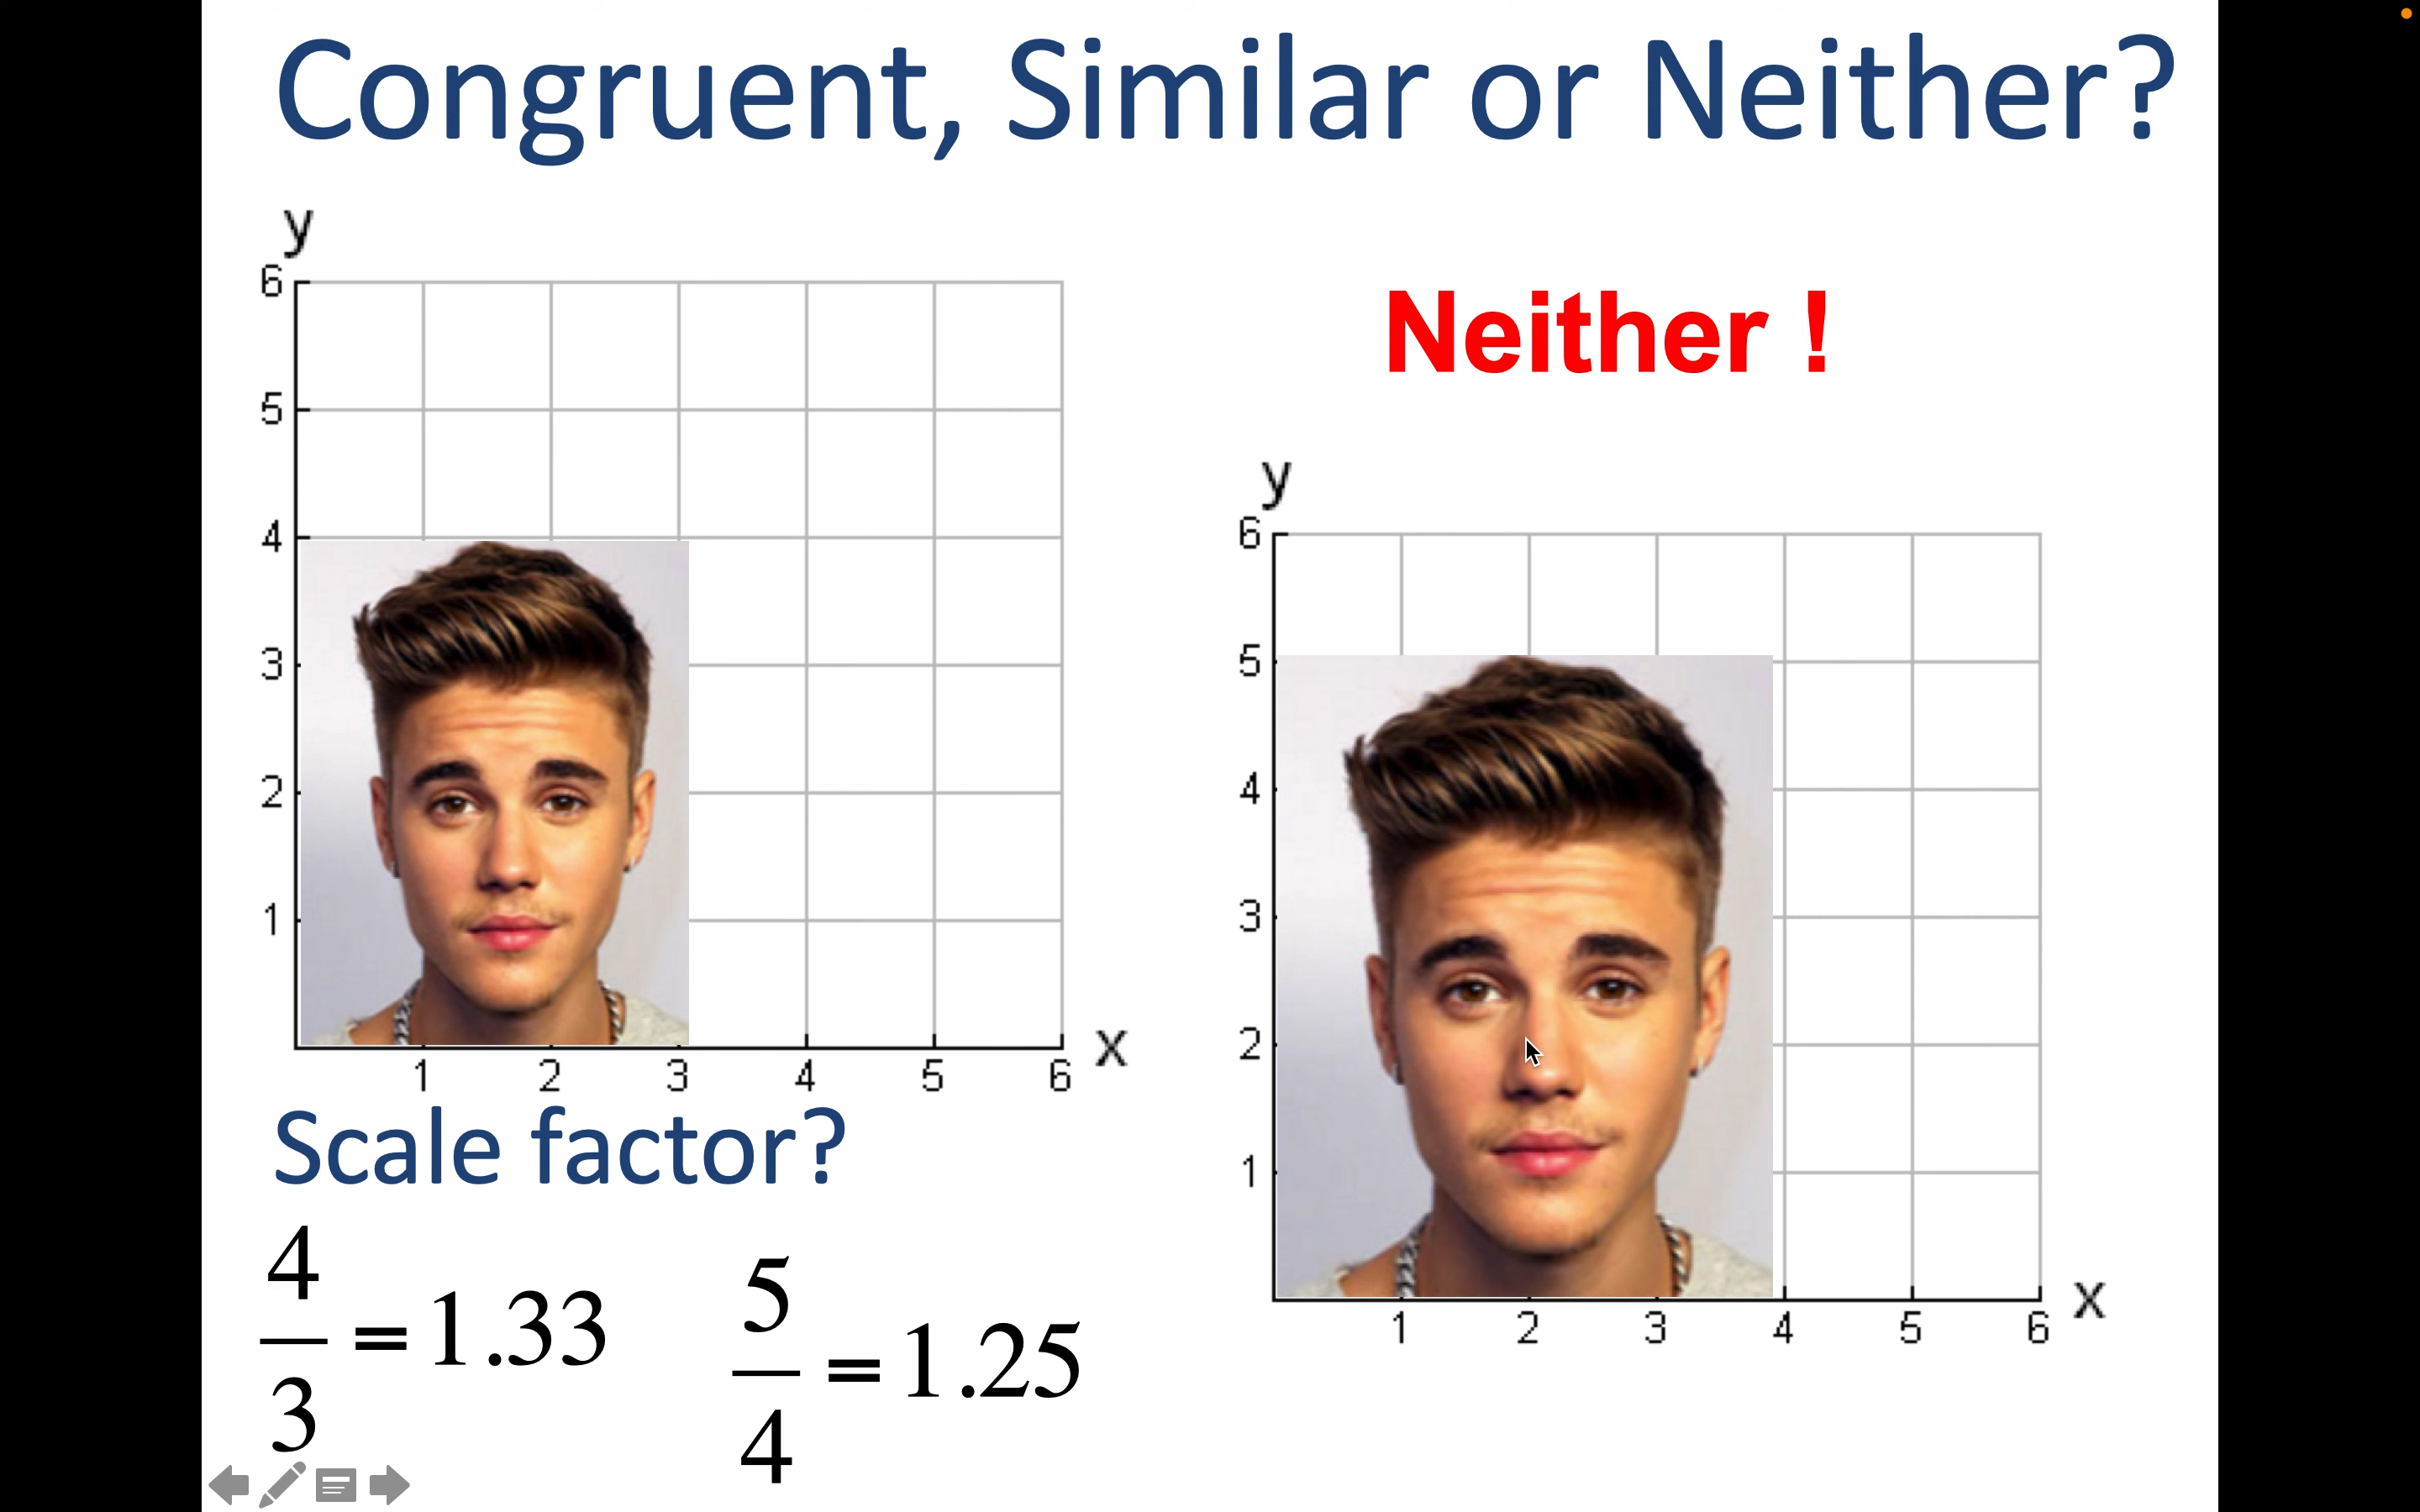 Congruent, Similar or Neither?
y
6
5
4
3
2
1
1 2 3 4 5 6 x
Neither !
y
6
5
4
3
2
1
1 2 3 4 5 6 x
Scale factor?
4/3 = 1.33
5/4 = 1.25